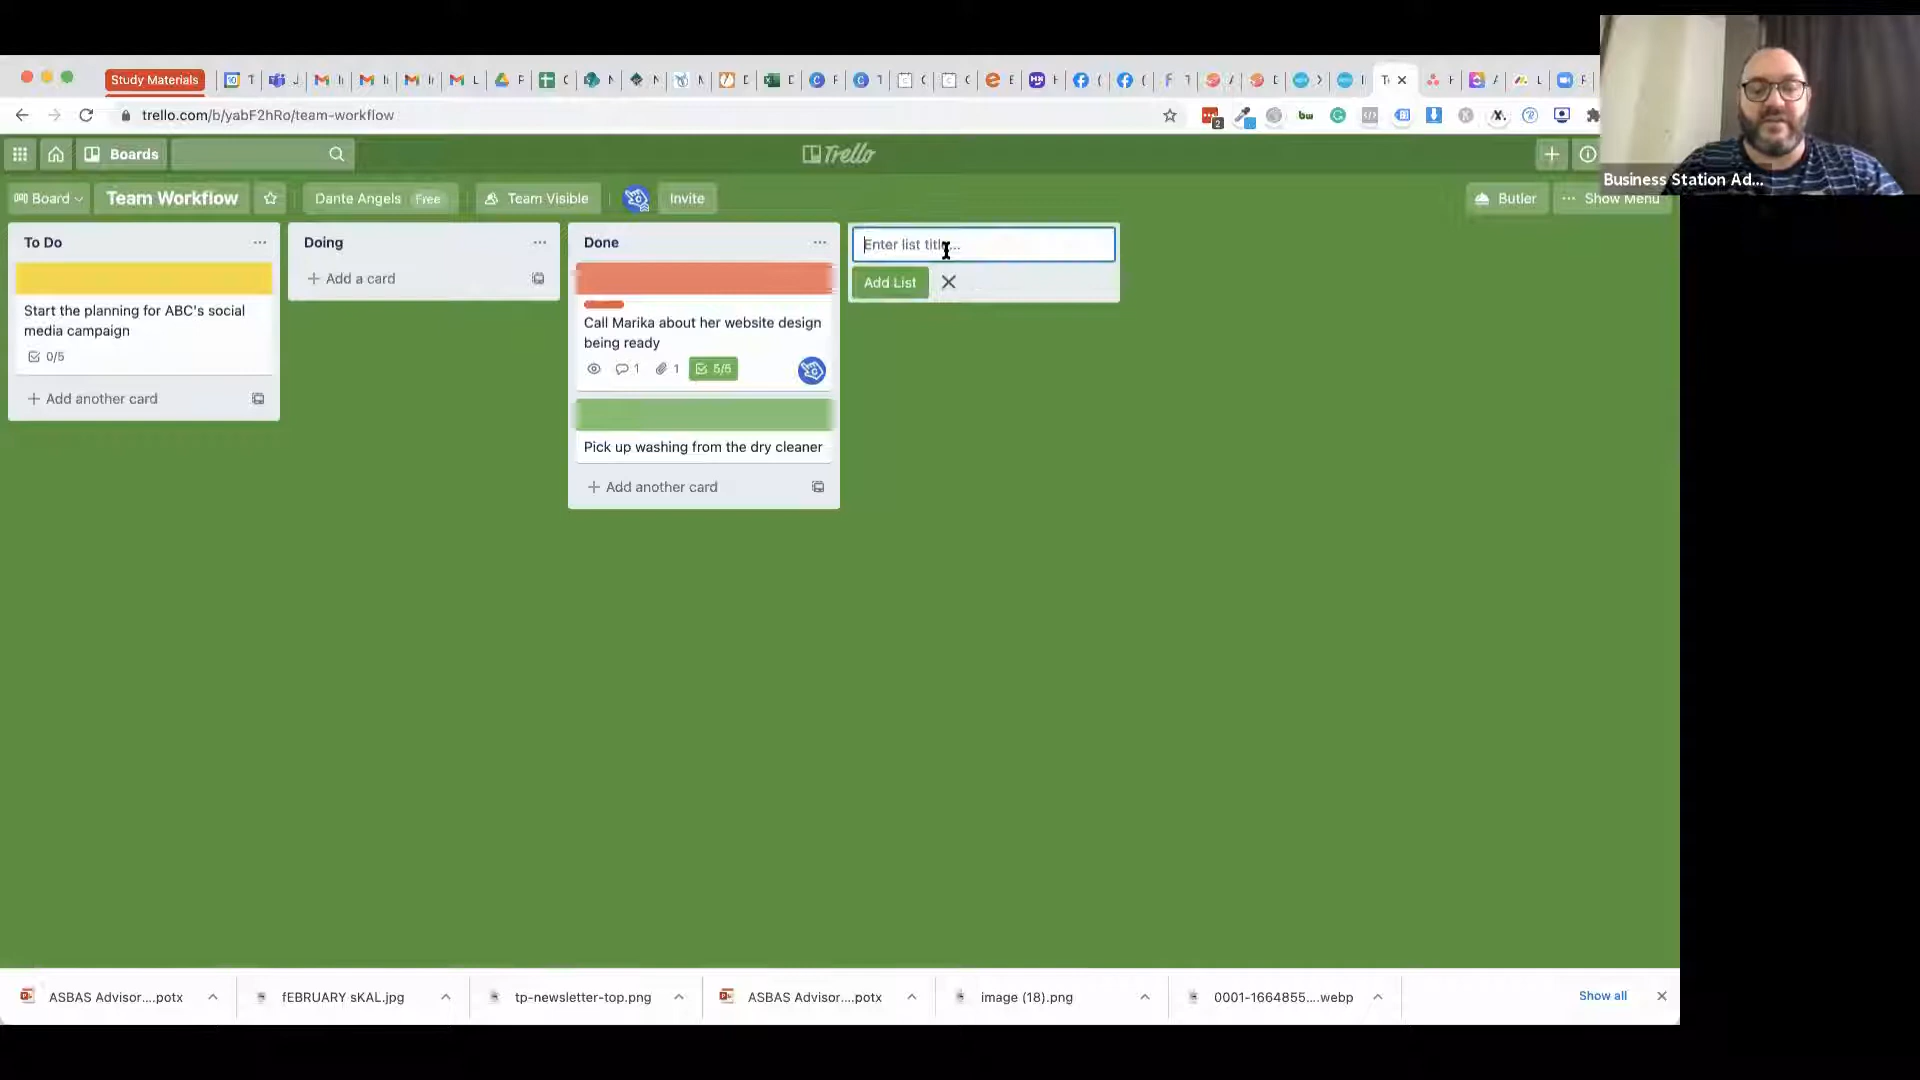 Study Materials
trello.com/b/yabF2hRo/team-workflow
2
Boards
Trello
Business Station Ad...
Board
Team Workflow
Dante Angels Free
Team Visible
Invite
Butler
Show Menu
To Do
Start the planning for ABC's social
media campaign
0/5
Add another card
Doing
Add a card
Done
Call Marika about her website design
being ready
1
1
5/5
Pick up washing from the dry cleaner
Add another card
Enter list title...
Add List
ASBAS Advisor....potx
fEBRUARY sKAL.jpg
tp-newsletter-top.png
ASBAS Advisor....potx
image (18).png
0001-1664855....webp
Show all